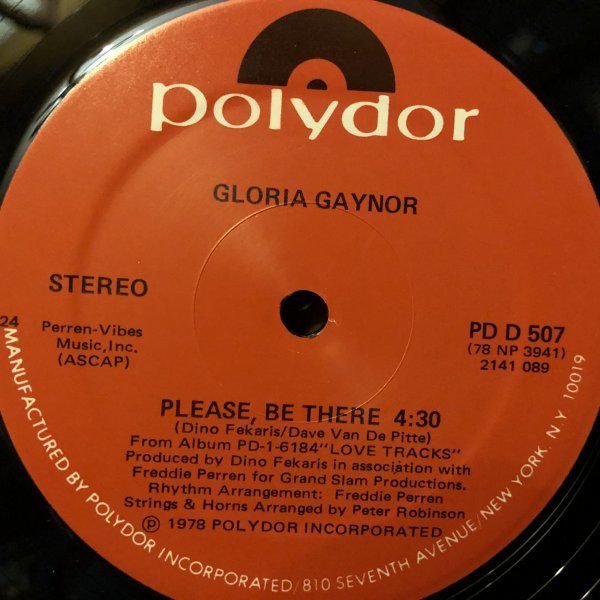 polydor
GLORIA GAYNOR
STEREO
24
Perren-Vibes
Music,Inc.
(ASCAP)
PD D 507
(78 NP 3941)
2141 089
PLEASE, BE THERE 4:30
(Dino Fekaris/Dave Van De Pitte)
From Album PD-1-6184"LOVE TRACKS"
Produced by Dino Fekaris in association with
Freddie Perren for Grand Slam Productions.
Rhythm Arrangement: Freddie Perren
Strings & Horns Arranged by Peter Robinson
℗ 1978 POLYDOR INCORPORATED
MANUFACTURED BY POLYDOR INCORPORATED/810 SEVENTH AVENUE/NEW YORK. N.Y 10019